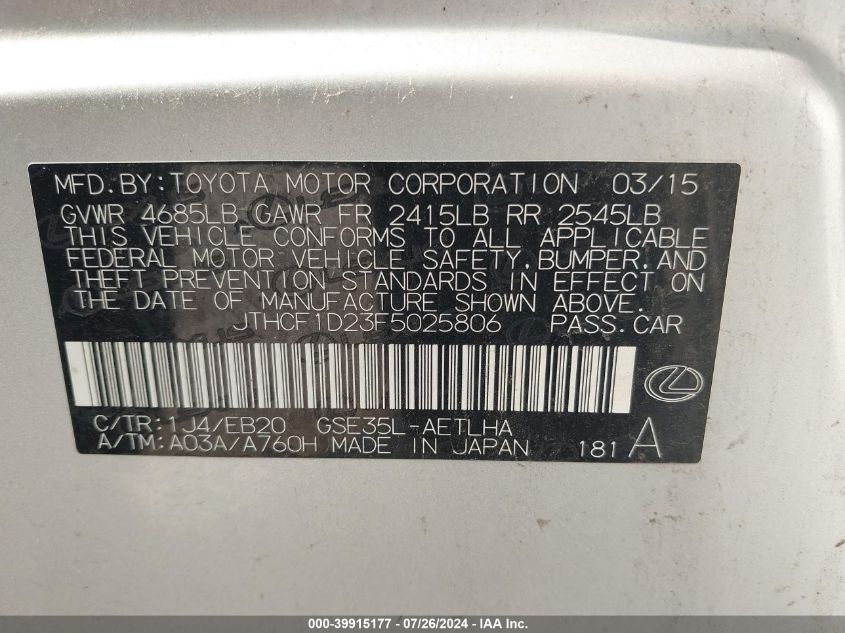 MFD.BY:TOYOTA MOTOR CORPORATION 03/15
GVWR 4685LB GAWR FR 2415LB RR 2545LB
THIS VEHICLE CONFORMS TO ALL APPLICABLE
FEDERAL MOTOR VEHICLE SAFETY,BUMPER,AND
THEFT PREVENTION STANDARDS IN EFFECT ON
THE DATE OF MANUFACTURE SHOWN ABOVE.
JTHCF1D23F5025806 PASS.CAR
C/TR:1J4/EB20 GSE35L-AETLHA
A/TM:A03A/A760H MADE IN JAPAN 181 A
000-39915177 - 07/26/2024 - IAA Inc.